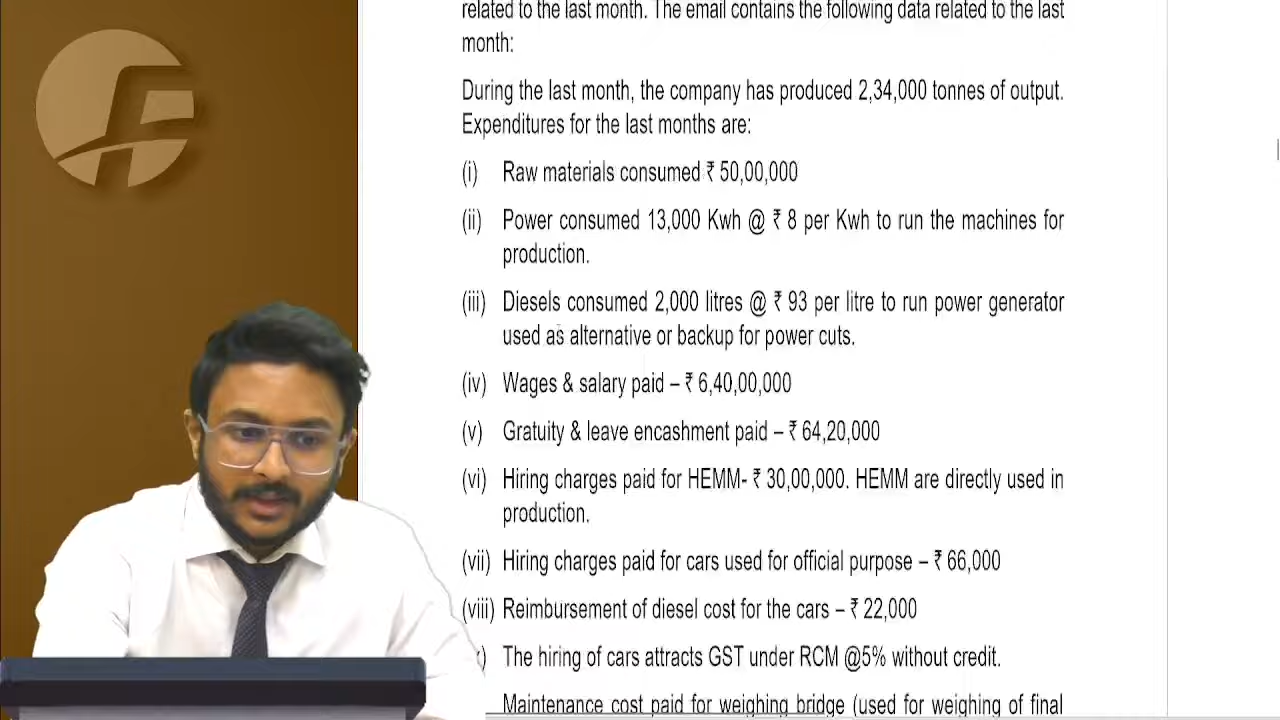 related to the last month. The email contains the following data related to the last
month:
During the last month, the company has produced 2,34,000 tonnes of output.
Expenditures for the last months are:
(i) Raw materials consumed ₹ 50,00,000
(ii) Power consumed 13,000 Kwh @ ₹ 8 per Kwh to run the machines for
production.
(iii) Diesels consumed 2,000 litres @ ₹ 93 per litre to run power generator
used as alternative or backup for power cuts.
(iv) Wages & salary paid – ₹ 6,40,00,000
(v) Gratuity & leave encashment paid – ₹ 64,20,000
(vi) Hiring charges paid for HEMM- ₹ 30,00,000. HEMM are directly used in
production.
(vii) Hiring charges paid for cars used for official purpose – ₹ 66,000
(viii) Reimbursement of diesel cost for the cars – ₹ 22,000
) The hiring of cars attracts GST under RCM @5% without credit.
Maintenance cost paid for weighing bridge (used for weighing of final